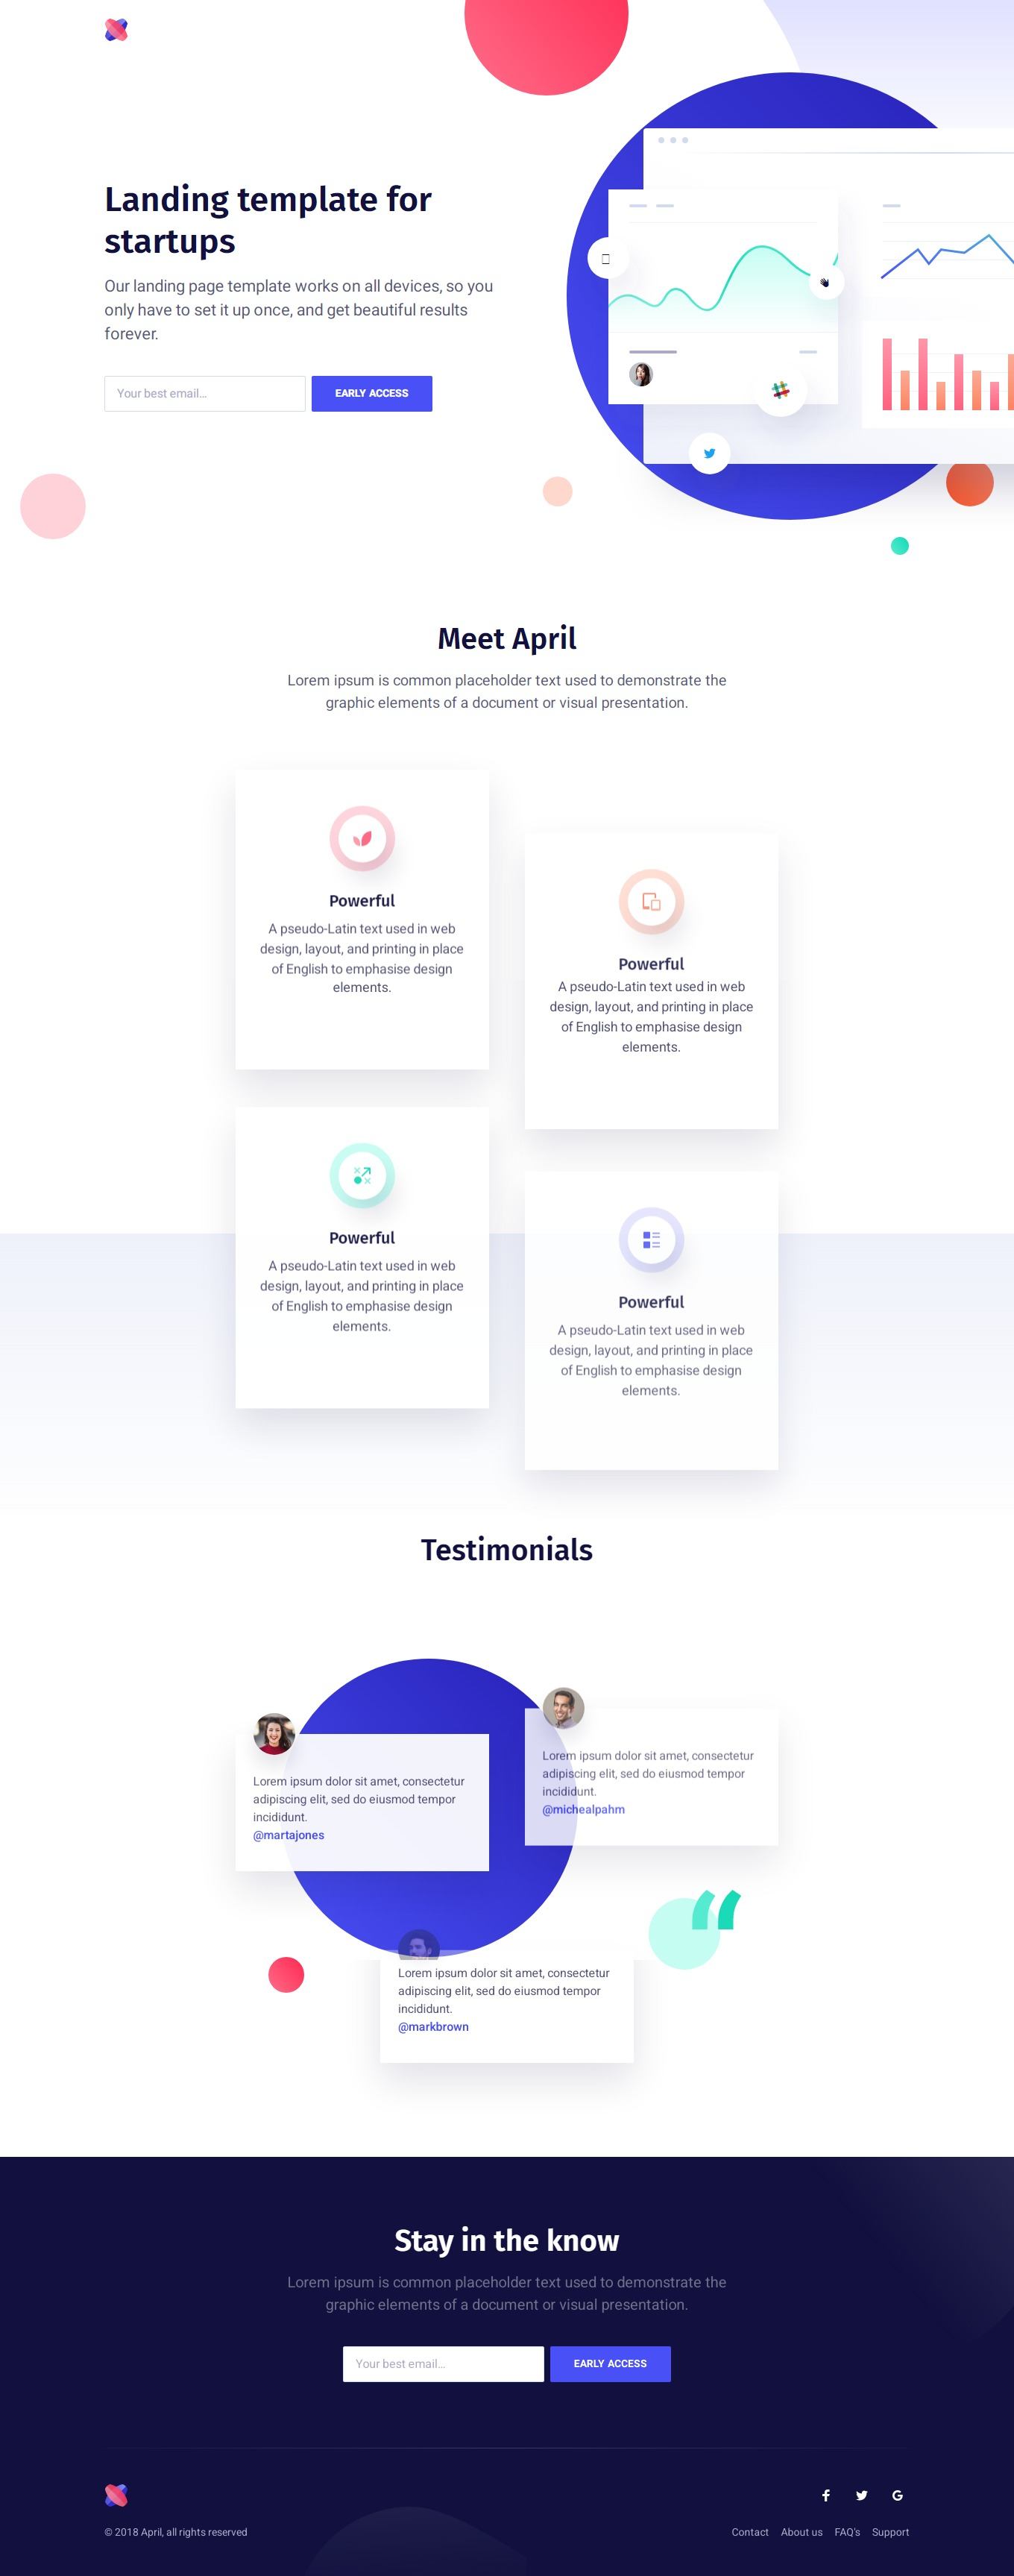 Landing template for
startups
Our landing page template works on all devices, so you
only have to set it up once, and get beautiful results
forever.
Your best email...
EARLY ACCESS
Meet April
Lorem ipsum is common placeholder text used to demonstrate the
graphic elements of a document or visual presentation.
Powerful
A pseudo-Latin text used in web
design, layout, and printing in place
of English to emphasise design
elements.
Powerful
A pseudo-Latin text used in web
design, layout, and printing in place
of English to emphasise design
elements.
Powerful
A pseudo-Latin text used in web
design, layout, and printing in place
of English to emphasise design
elements.
Powerful
A pseudo-Latin text used in web
design, layout, and printing in place
of English to emphasise design
elements.
Testimonials
Lorem ipsum dolor sit amet, consectetur
adipiscing elit, sed do eiusmod tempor
incididunt.
@martajones
Lorem ipsum dolor sit amet, consectetur
adipiscing elit, sed do eiusmod tempor
incididunt.
@michealpahm
“
Lorem ipsum dolor sit amet, consectetur
adipiscing elit, sed do eiusmod tempor
incididunt.
@markbrown
Stay in the know
Lorem ipsum is common placeholder text used to demonstrate the
graphic elements of a document or visual presentation.
Your best email...
EARLY ACCESS
© 2018 April, all rights reserved
Contact About us FAQ's Support